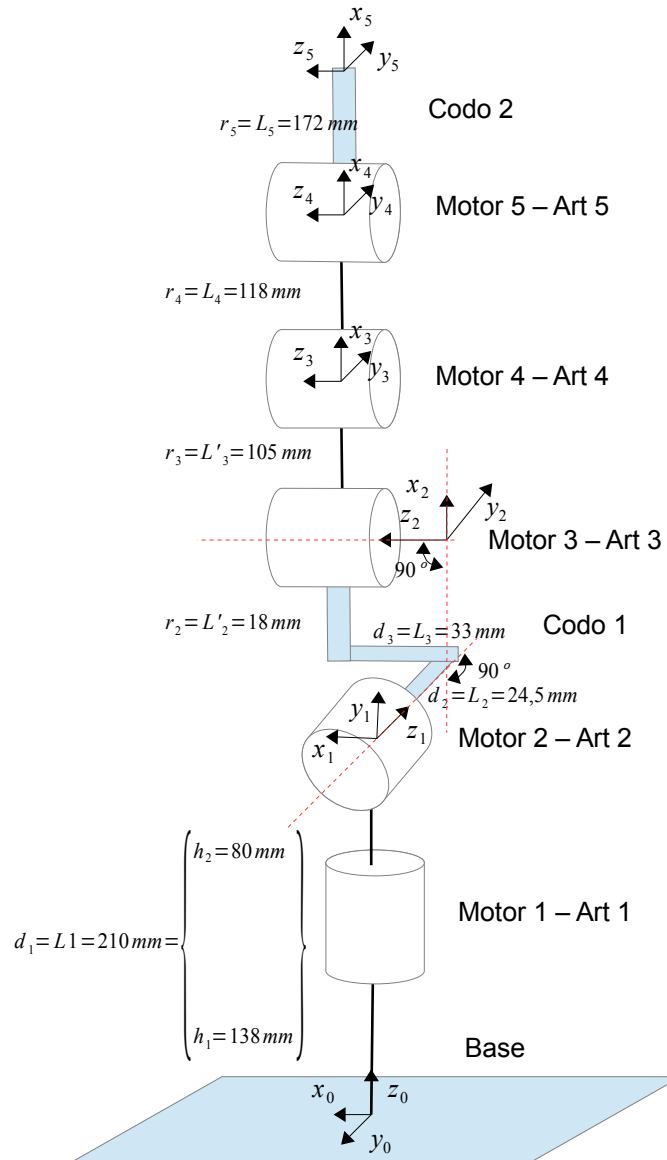 x5
z5
y5
Codo 2
r5=L5=172 mm
x4
z4
y4
Motor 5 – Art 5
r4=L4=118 mm
x3
z3
y3
Motor 4 – Art 4
r3=L'3=105 mm
x2
z2
y2
Motor 3 – Art 3
90º
r2=L'2=18 mm
d3=L3=33 mm
Codo 1
90º
d2=L2=24,5 mm
y1
x1
z1
Motor 2 – Art 2
h2=80 mm
Motor 1 – Art 1
d1=L1=210 mm=
h1=138 mm
Base
x0
z0
y0